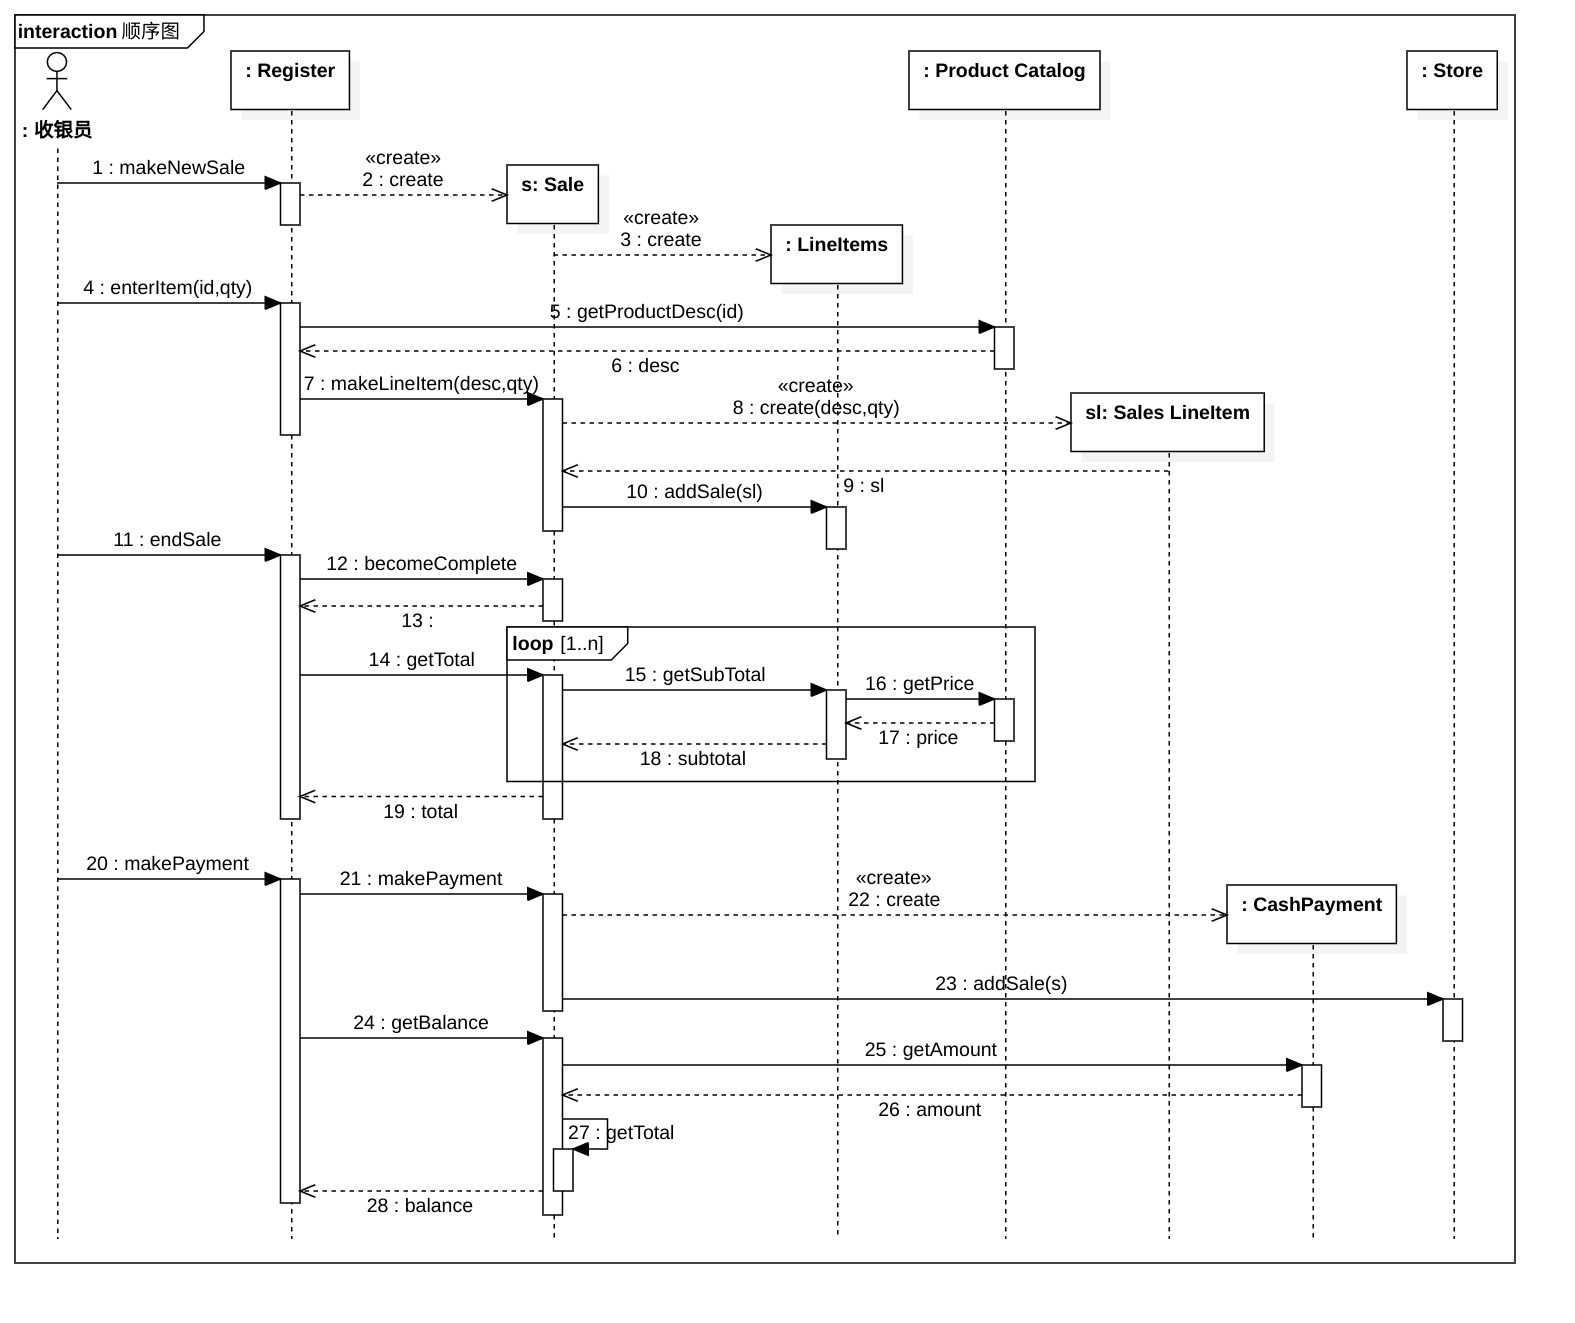 interaction 顺序图
: Register
: Product Catalog
: Store
: 收银员
1 : makeNewSale
«create»
2 : create
s: Sale
«create»
3 : create
: LineItems
4 : enterItem(id,qty)
5 : getProductDesc(id)
6 : desc
7 : makeLineItem(desc,qty)
«create»
8 : create(desc,qty)
sl: Sales LineItem
9 : sl
10 : addSale(sl)
11 : endSale
12 : becomeComplete
13 :
loop [1..n]
14 : getTotal
15 : getSubTotal
16 : getPrice
17 : price
18 : subtotal
19 : total
20 : makePayment
21 : makePayment
«create»
22 : create
: CashPayment
23 : addSale(s)
24 : getBalance
25 : getAmount
26 : amount
27 : getTotal
28 : balance